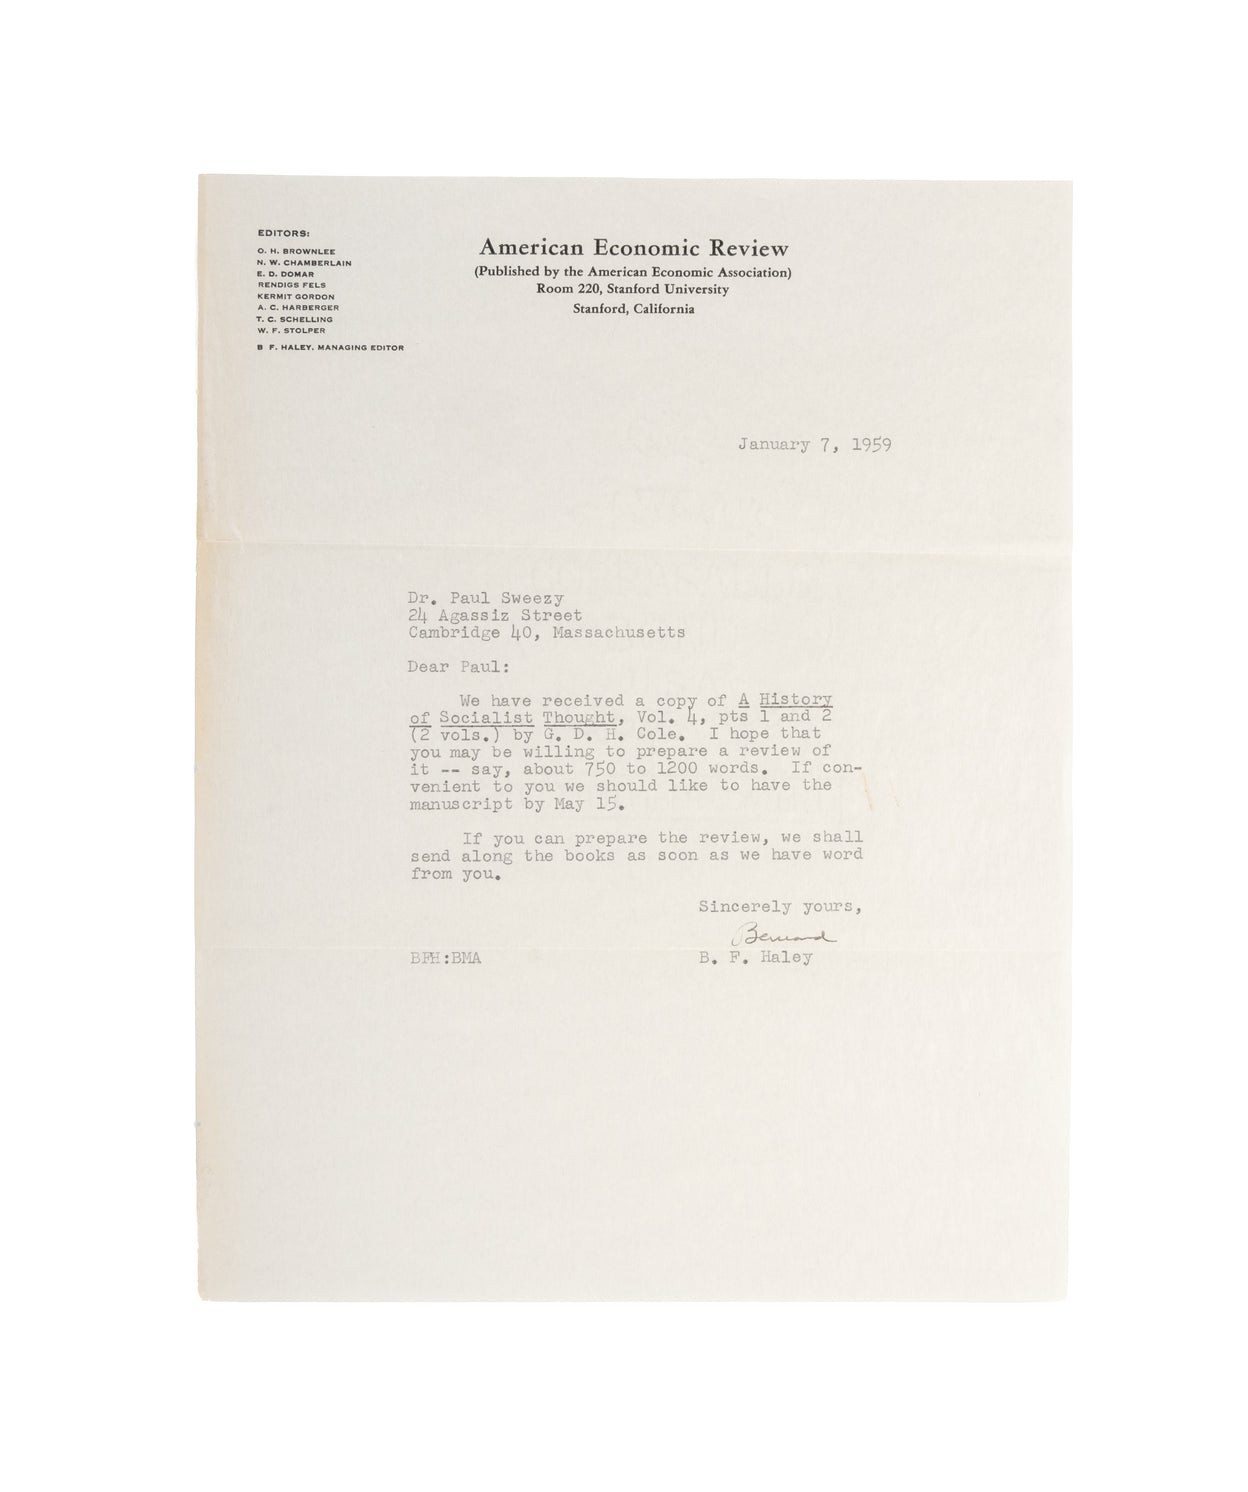 EDITORS:
O. H. BROWNLEE
N. W. CHAMBERLAIN
E. D. DOMAR
RENDIGS FELS
KERMIT GORDON
A. C. HARBERGER
T. C. SCHELLING
W. F. STOLPER
B F. HALEY, MANAGING EDITOR
American Economic Review
(Published by the American Economic Association)
Room 220, Stanford University
Stanford, California
January 7, 1959
Dr. Paul Sweezy
24 Agassiz Street
Cambridge 40, Massachusetts
Dear Paul:
We have received a copy of A History
of Socialist Thought, Vol. 4, pts 1 and 2
(2 vols.) by G. D. H. Cole. I hope that
you may be willing to prepare a review of
it -- say, about 750 to 1200 words. If con-
venient to you we should like to have the
manuscript by May 15.
If you can prepare the review, we shall
send along the books as soon as we have word
from you.
Sincerely yours,
Bernard
BFH:BMA B. F. Haley